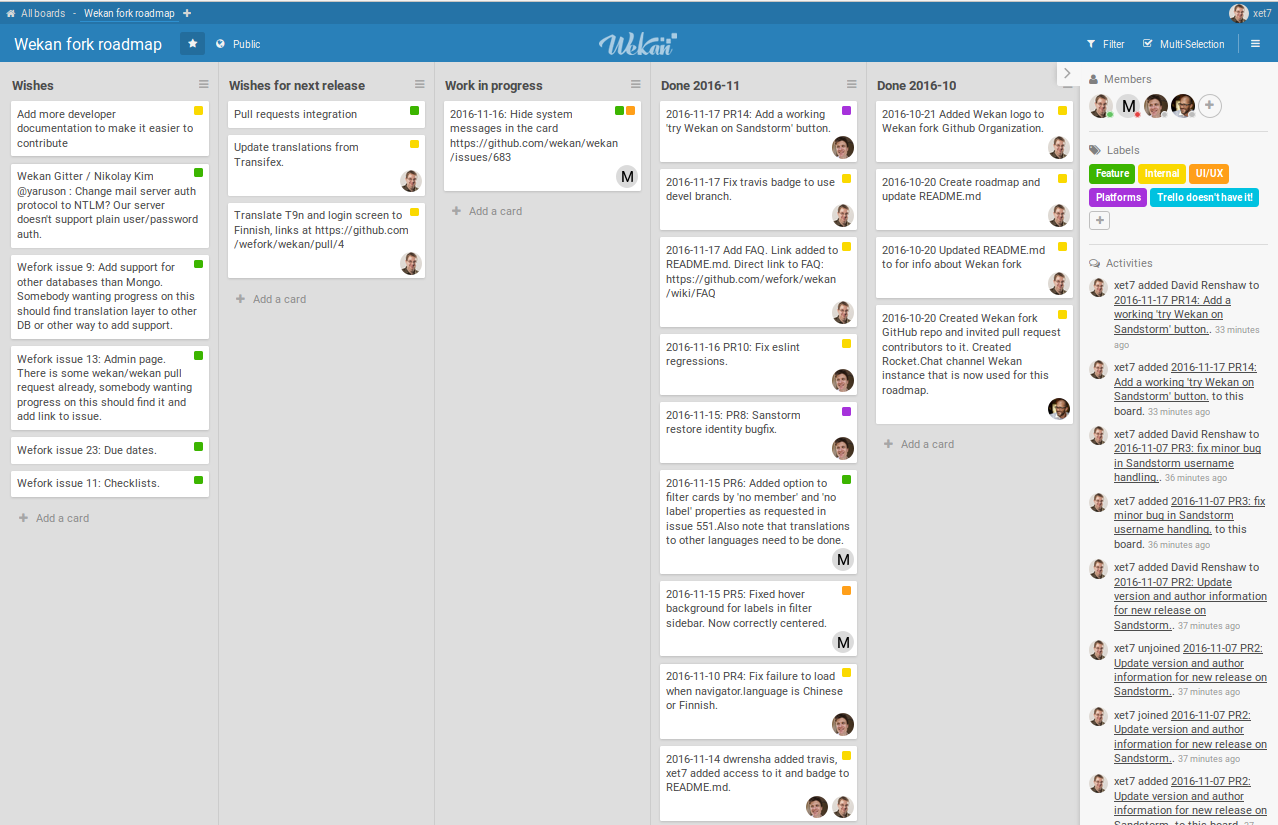 All boards - Wekan fork roadmap
xet7
Wekan fork roadmap
Public
Wekan
Filter
Multi-Selection
Wishes
Add more developer
documentation to make it easier to
contribute
Wekan Gitter / Nikolay Kim
@yaruson : Change mail server auth
protocol to NTLM? Our server
doesn't support plain user/password
auth.
Wefork issue 9: Add support for
other databases than Mongo.
Somebody wanting progress on this
should find translation layer to other
DB or other way to add support.
Wefork issue 13: Admin page.
There is some wekan/wekan pull
request already, somebody wanting
progress on this should find it and
add link to issue.
Wefork issue 23: Due dates.
Wefork issue 11: Checklists.
Add a card
Wishes for next release
Pull requests integration
Update translations from
Transifex.
Translate T9n and login screen to
Finnish, links at https://github.com
/wefork/wekan/pull/4
Add a card
Work in progress
2016-11-16: Hide system
messages in the card
https://github.com/wekan/wekan
/issues/683
M
Add a card
Done 2016-11
2016-11-17 PR14: Add a working
'try Wekan on Sandstorm' button.
2016-11-17 Fix travis badge to use
devel branch.
2016-11-17 Add FAQ. Link added to
README.md. Direct link to FAQ:
https://github.com/wefork/wekan
/wiki/FAQ
2016-11-16 PR10: Fix eslint
regressions.
2016-11-15: PR8: Sanstorm
restore identity bugfix.
2016-11-15 PR6: Added option to
filter cards by 'no member' and 'no
label' properties as requested in
issue 551.Also note that translations
to other languages need to be done.
M
2016-11-15 PR5: Fixed hover
background for labels in filter
sidebar. Now correctly centered.
M
2016-11-10 PR4: Fix failure to load
when navigator.language is Chinese
or Finnish.
2016-11-14 dwrensha added travis,
xet7 added access to it and badge to
README.md.
Done 2016-10
2016-10-21 Added Wekan logo to
Wekan fork Github Organization.
2016-10-20 Create roadmap and
update README.md
2016-10-20 Updated README.md
to for info about Wekan fork
2016-10-20 Created Wekan fork
GitHub repo and invited pull request
contributors to it. Created
Rocket.Chat channel Wekan
instance that is now used for this
roadmap.
Add a card
Members
M
Labels
Feature Internal UI/UX
Platforms Trello doesn't have it!
Activities
xet7 added David Renshaw to
2016-11-17 PR14: Add a
working 'try Wekan on
Sandstorm' button.. 33 minutes
ago
xet7 added 2016-11-17 PR14:
Add a working 'try Wekan on
Sandstorm' button. to this
board. 33 minutes ago
xet7 added David Renshaw to
2016-11-07 PR3: fix minor bug
in Sandstorm username
handling.. 36 minutes ago
xet7 added 2016-11-07 PR3: fix
minor bug in Sandstorm
username handling. to this
board. 36 minutes ago
xet7 added David Renshaw to
2016-11-07 PR2: Update
version and author information
for new release on
Sandstorm.. 37 minutes ago
xet7 unjoined 2016-11-07 PR2:
Update version and author
information for new release on
Sandstorm.. 37 minutes ago
xet7 joined 2016-11-07 PR2:
Update version and author
information for new release on
Sandstorm.. 37 minutes ago
xet7 added 2016-11-07 PR2:
Update version and author
information for new release on
Sandstorm. to this board. 37